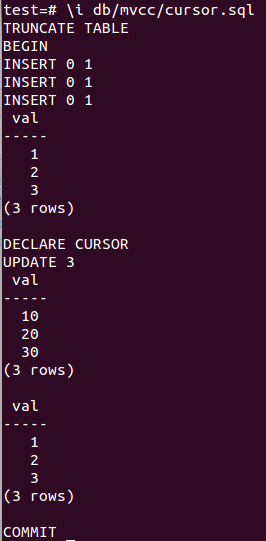 test=# \i db/mvcc/cursor.sql
TRUNCATE TABLE
BEGIN
INSERT 0 1
INSERT 0 1
INSERT 0 1
 val
-----
   1
   2
   3
(3 rows)

DECLARE CURSOR
UPDATE 3
 val
-----
  10
  20
  30
(3 rows)

 val
-----
   1
   2
   3
(3 rows)

COMMIT